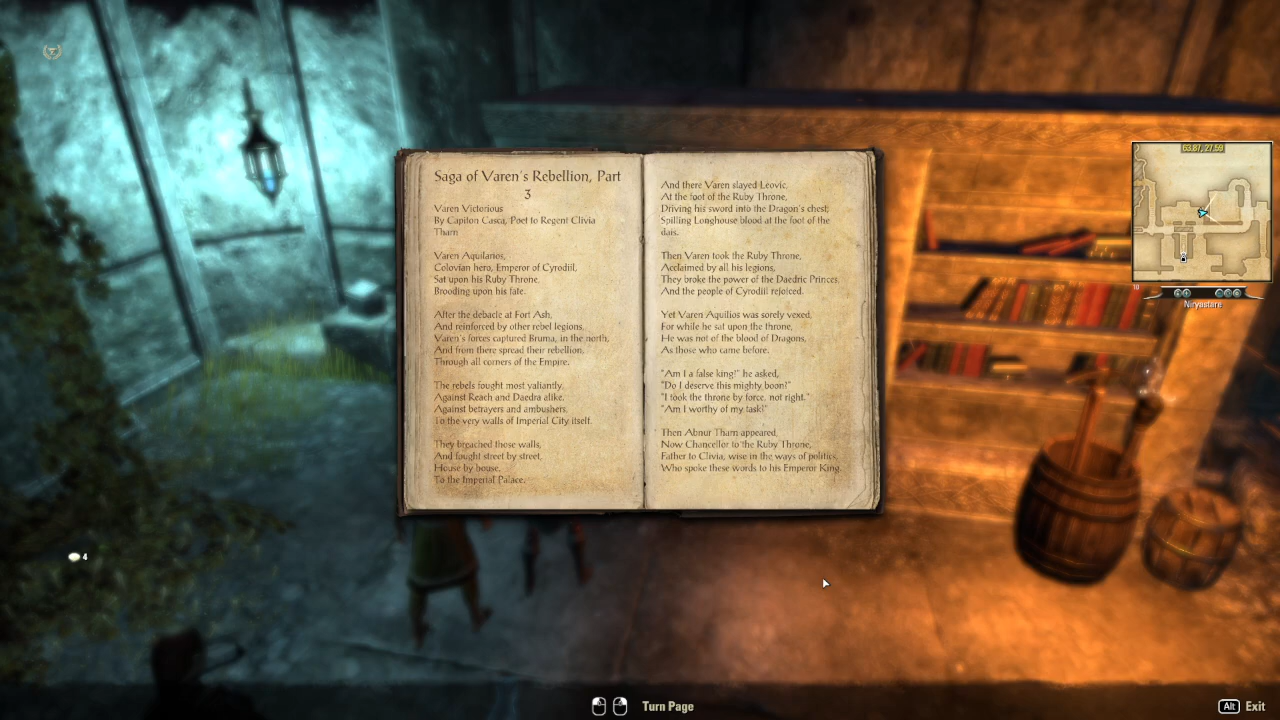 Saga of Varen's Rebellion, Part
3
Varen Victorious
By Capiton Casca, Poet to Regent Clivia
Tharn
Varen Aquilarios,
Colovian hero, Emperor of Cyrodiil,
Sat upon his Ruby Throne,
Brooding upon his fate.
After the debacle at Fort Ash,
And reinforced by other rebel legions,
Varen's forces captured Bruma, in the north,
And from there spread their rebellion,
Through all corners of the Empire.
The rebels fought most valiantly.
Against Reach and Daedra alike.
Against betrayers and ambushers.
To the very walls of Imperial City itself.
They breached those walls,
And fought street by street,
House by house,
To the Imperial Palace.
And there Varen slayed Leovic.
At the foot of the Ruby Throne,
Driving his sword into the Dragon's chest;
Spilling Longhouse blood at the foot of the
dais.
Then Varen took the Ruby Throne,
Acclaimed by all his legions,
They broke the power of the Daedric Princes.
And the people of Cyrodiil rejoiced.
Yet Varen Aquilios was sorely vexed,
For while he sat upon the throne,
He was not of the blood of Dragons,
As those who came before.
"Am I a false king?" he asked,
"Do I deserve this mighty boon?"
"I took the throne by force, not right."
"Am I worthy of my task?"
Then Abnur Tharn appeared,
Now Chancellor to the Ruby Throne,
Father to Clivia, wise in the ways of politics,
Who spoke these words to his Emperor King.
63.87, 27.59
10
Niryastare
4
Turn Page
Alt Exit